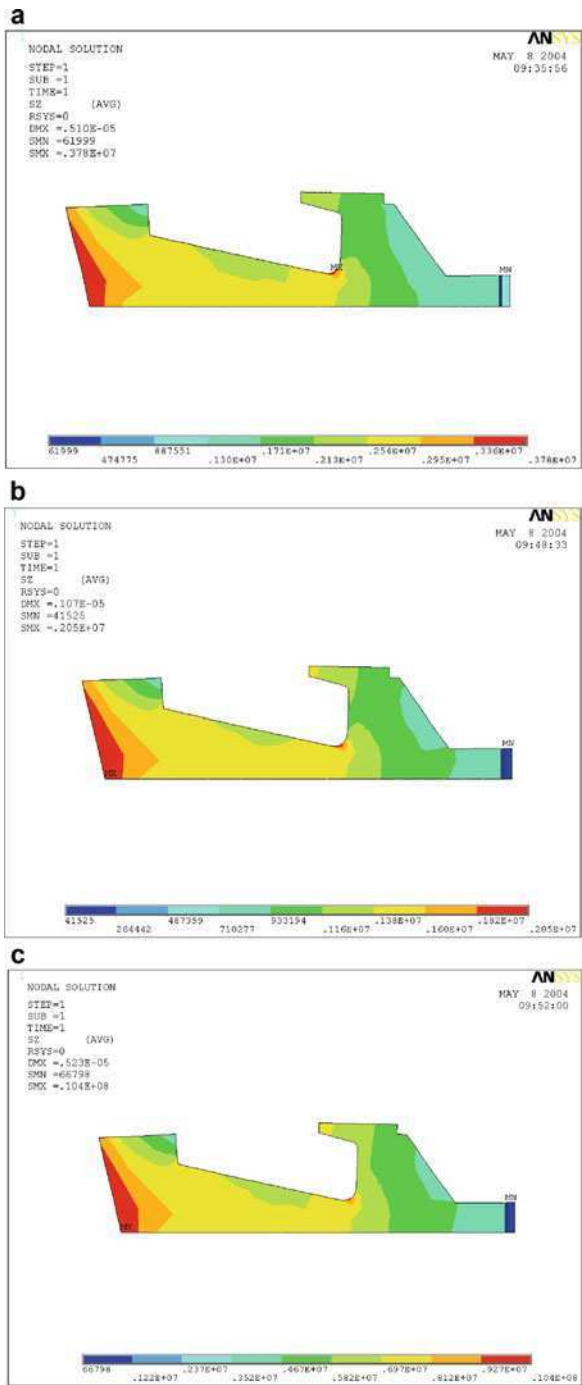 a
1
ANSYS
NODAL SOLUTION
MAY 8 2004
09:35:56
STEP=1
SUB =1
TIME=1
SZ (AVG)
RSYS=0
DMX =.510E-05
SMN =61999
SMX =.378E+07
MX
MN
61999 887551 .171E+07 .254E+07 .336E+07
474775 .130E+07 .213E+07 .295E+07 .378E+07
b
1
ANSYS
NODAL SOLUTION
MAY 8 2004
09:48:33
STEP=1
SUB =1
TIME=1
SZ (AVG)
RSYS=0
DMX =.107E-05
SMN =41525
SMX =.205E+07
MN
MX
41525 487359 933194 .138E+07 .182E+07
264442 710277 .116E+07 .160E+07 .205E+07
c
1
ANSYS
NODAL SOLUTION
MAY 8 2004
09:52:00
STEP=1
SUB =1
TIME=1
SZ (AVG)
RSYS=0
DMX =.523E-05
SMN =66798
SMX =.104E+08
MN
MX
66798 .237E+07 .467E+07 .697E+07 .927E+07
.122E+07 .352E+07 .582E+07 .812E+07 .104E+08